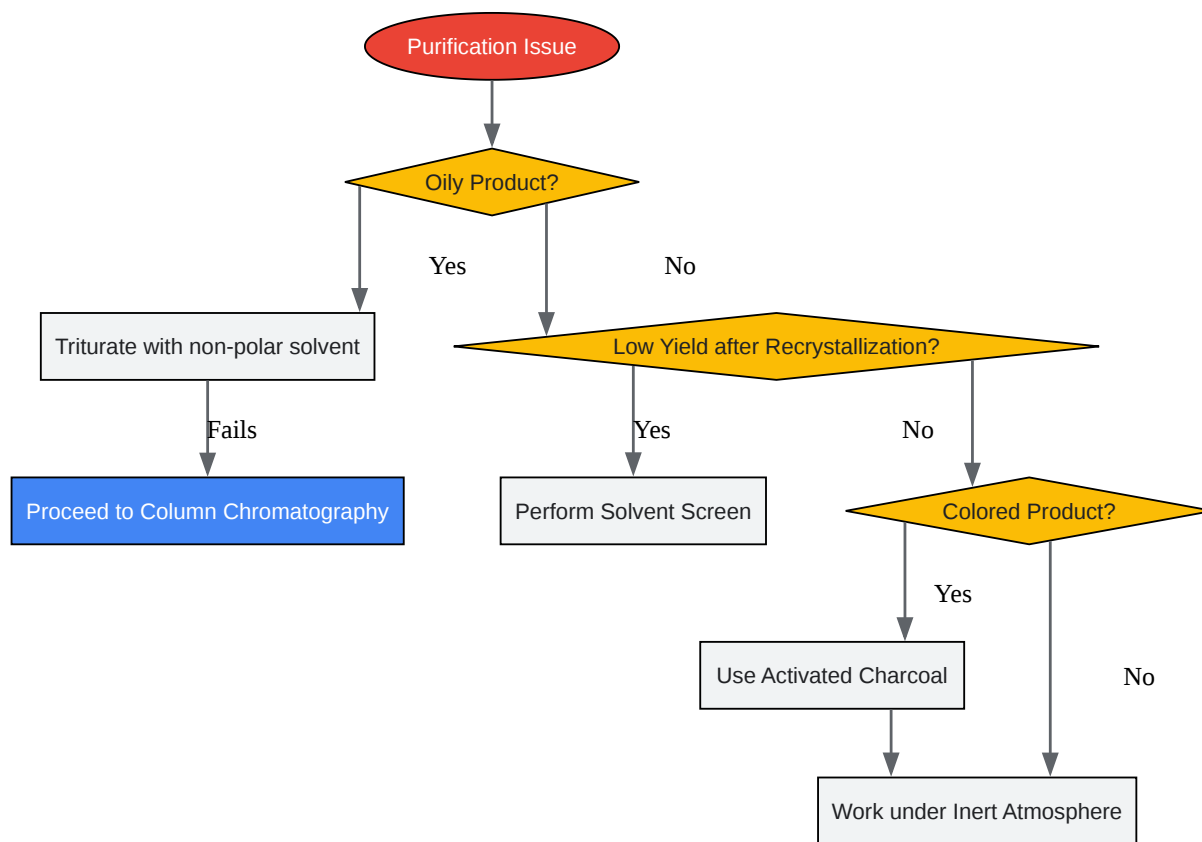 Purification Issue
Oily Product?
Yes
No
Triturate with non-polar solvent
Low Yield after Recrystallization?
Fails
Yes
No
Proceed to Column Chromatography
Perform Solvent Screen
Colored Product?
Yes
Use Activated Charcoal
No
Work under Inert Atmosphere